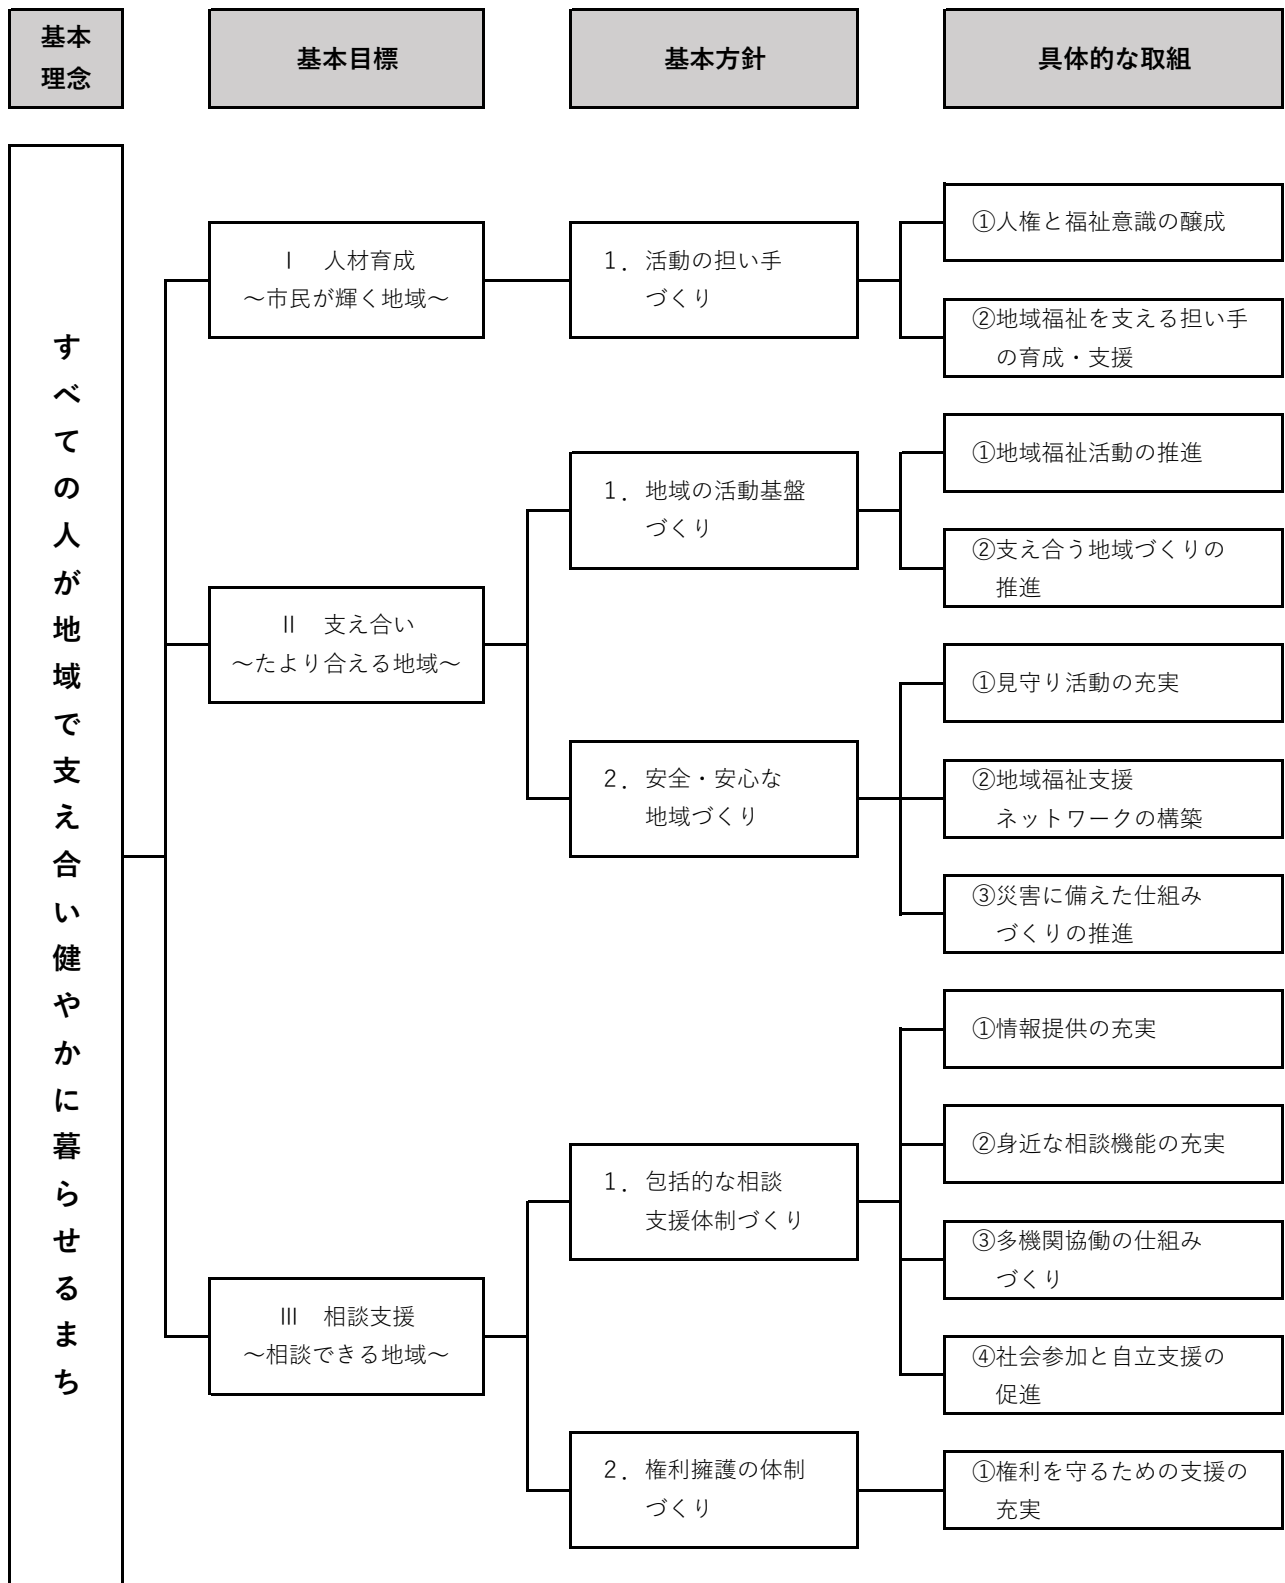 基本
理念
基本目標
基本方針
具体的な取組
すべての人が地域で支え合い健やかに暮らせるまち
Ⅰ　人材育成
～市民が輝く地域～
1．活動の担い手
づくり
①人権と福祉意識の醸成
②地域福祉を支える担い手
の育成・支援
Ⅱ　支え合い
～たより合える地域～
1．地域の活動基盤
づくり
①地域福祉活動の推進
②支え合う地域づくりの
推進
2．安全・安心な
地域づくり
①見守り活動の充実
②地域福祉支援
ネットワークの構築
③災害に備えた仕組み
づくりの推進
Ⅲ　相談支援
～相談できる地域～
1．包括的な相談
支援体制づくり
①情報提供の充実
②身近な相談機能の充実
③多機関協働の仕組み
づくり
④社会参加と自立支援の
促進
2．権利擁護の体制
づくり
①権利を守るための支援の
充実